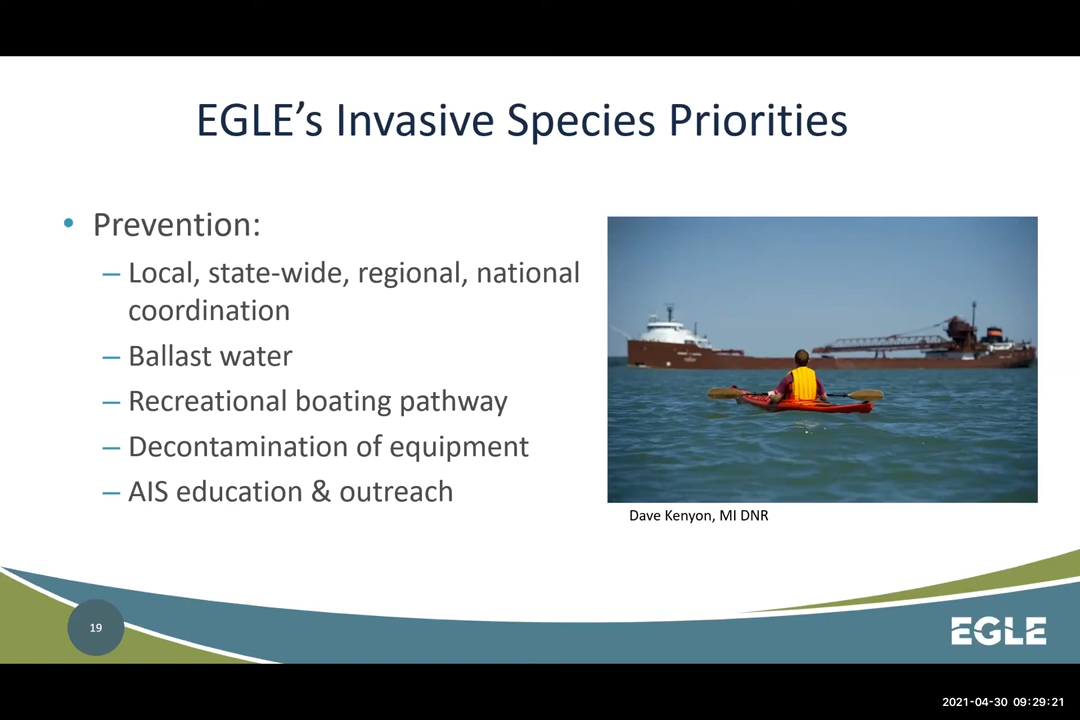 EGLE’s Invasive Species Priorities
• Prevention:
– Local, state-wide, regional, national
coordination
– Ballast water
– Recreational boating pathway
– Decontamination of equipment
– AIS education & outreach
Dave Kenyon, MI DNR
19
EGLE
2021-04-30 09:29:21